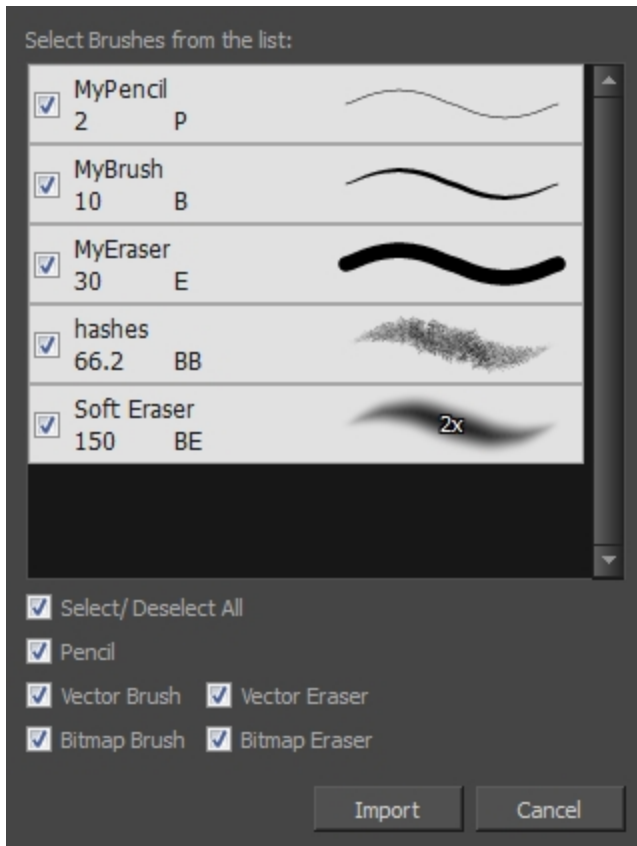 Select Brushes from the list:
MyPencil
2 P
MyBrush
10 B
MyEraser
30 E
hashes
66.2 BB
Soft Eraser
150 BE
2x
Select/ Deselect All
Pencil
Vector Brush Vector Eraser
Bitmap Brush Bitmap Eraser
Import Cancel